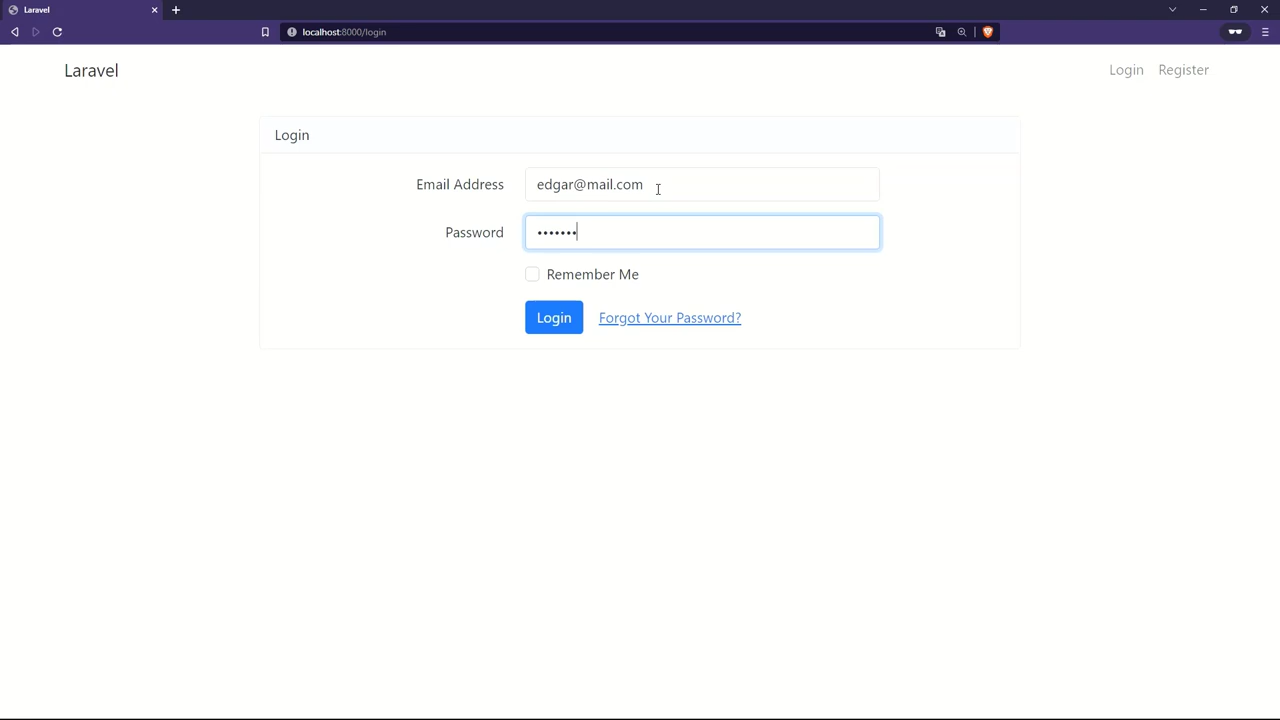 Laravel
localhost:8000/login
Laravel
Login Register
Login
Email Address edgar@mail.com
Password •••••••
Remember Me
Login Forgot Your Password?